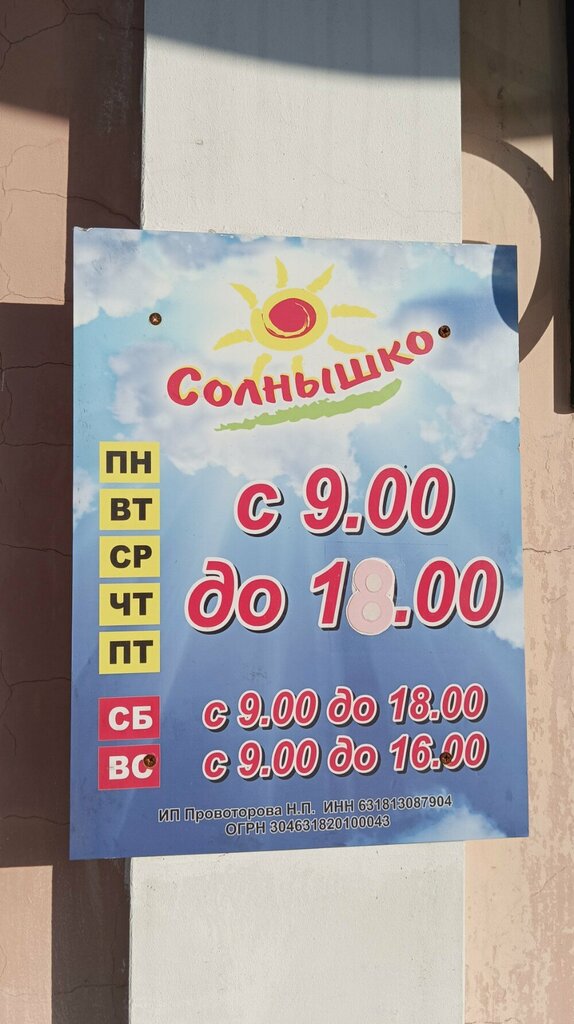 Солнышко
ПН
ВТ
СР
ЧТ
ПТ
с 9.00
до 18.00
СБ с 9.00 до 18.00
ВС с 9.00 до 16.00
ИП Провоторова Н.П. ИНН 631813087904
ОГРН 304631820100043